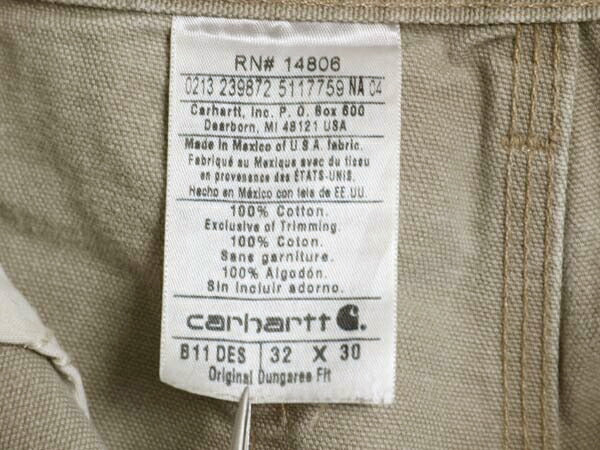 RN# 14806
0213 239872 5117759 NA 04
Carhartt, Inc. P. O. Box 600
Dearborn, MI 48121 USA
Made in Mexico of U.S.A. fabric.
Fabriqué au Mexique avec du tissu
en provenance des ÉTATS-UNIS.
Hecho en México con tela de EE.UU.
100% Cotton.
Exclusive of Trimming.
100% Coton.
Sans garniture.
100% Algodón.
Sin incluir adorno.
carhartt
B11 DES 32 X 30
Original Dungaree Fit